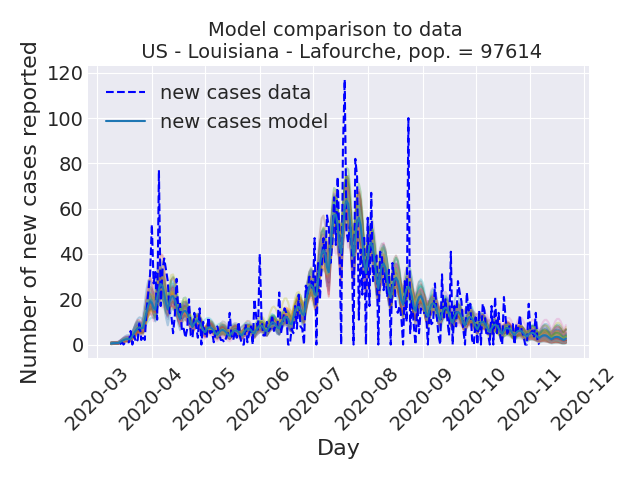 Model comparison to data
US - Louisiana - Lafourche, pop. = 97614
Number of new cases reported
120
100
80
60
40
20
0
new cases data
new cases model
2020-03
2020-04
2020-05
2020-06
2020-07
2020-08
2020-09
2020-10
2020-11
2020-12
Day